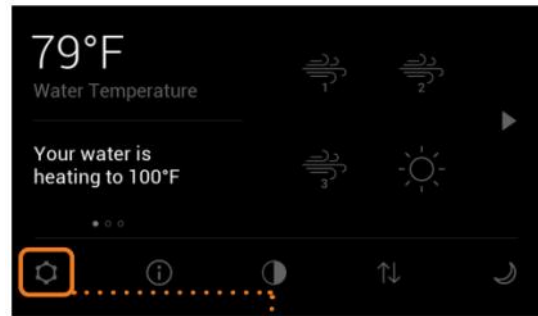 79°F
Water Temperature
Your water is
heating to 100°F
1
2
3